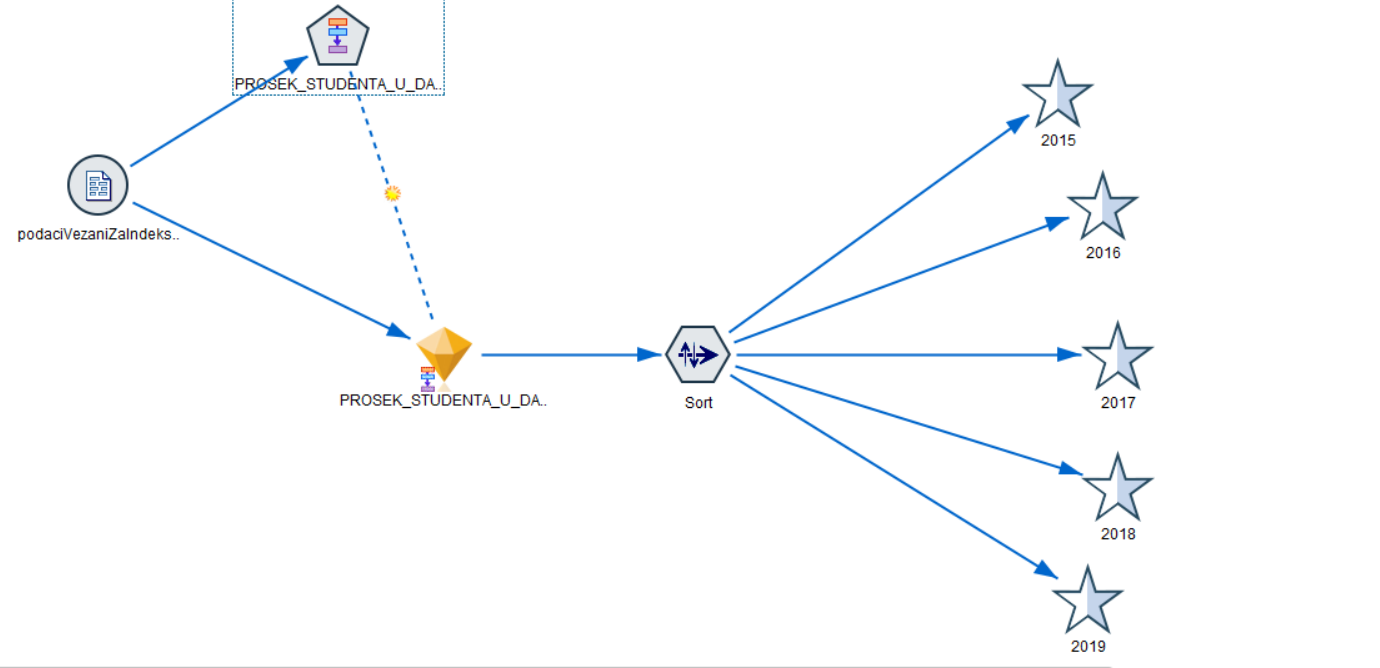 PROSEK_STUDENTA_U_DA..
2015
podaciVezaniZaIndeks..
2016
PROSEK_STUDENTA_U_DA..
Sort
2017
2018
2019